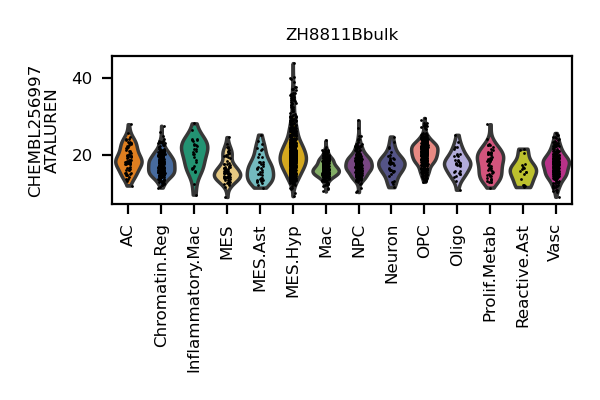 ZH8811Bbulk
CHEMBL256997
ATALUREN
40
20
AC
Chromatin.Reg
Inflammatory.Mac
MES
MES.Ast
MES.Hyp
Mac
NPC
Neuron
OPC
Oligo
Prolif.Metab
Reactive.Ast
Vasc